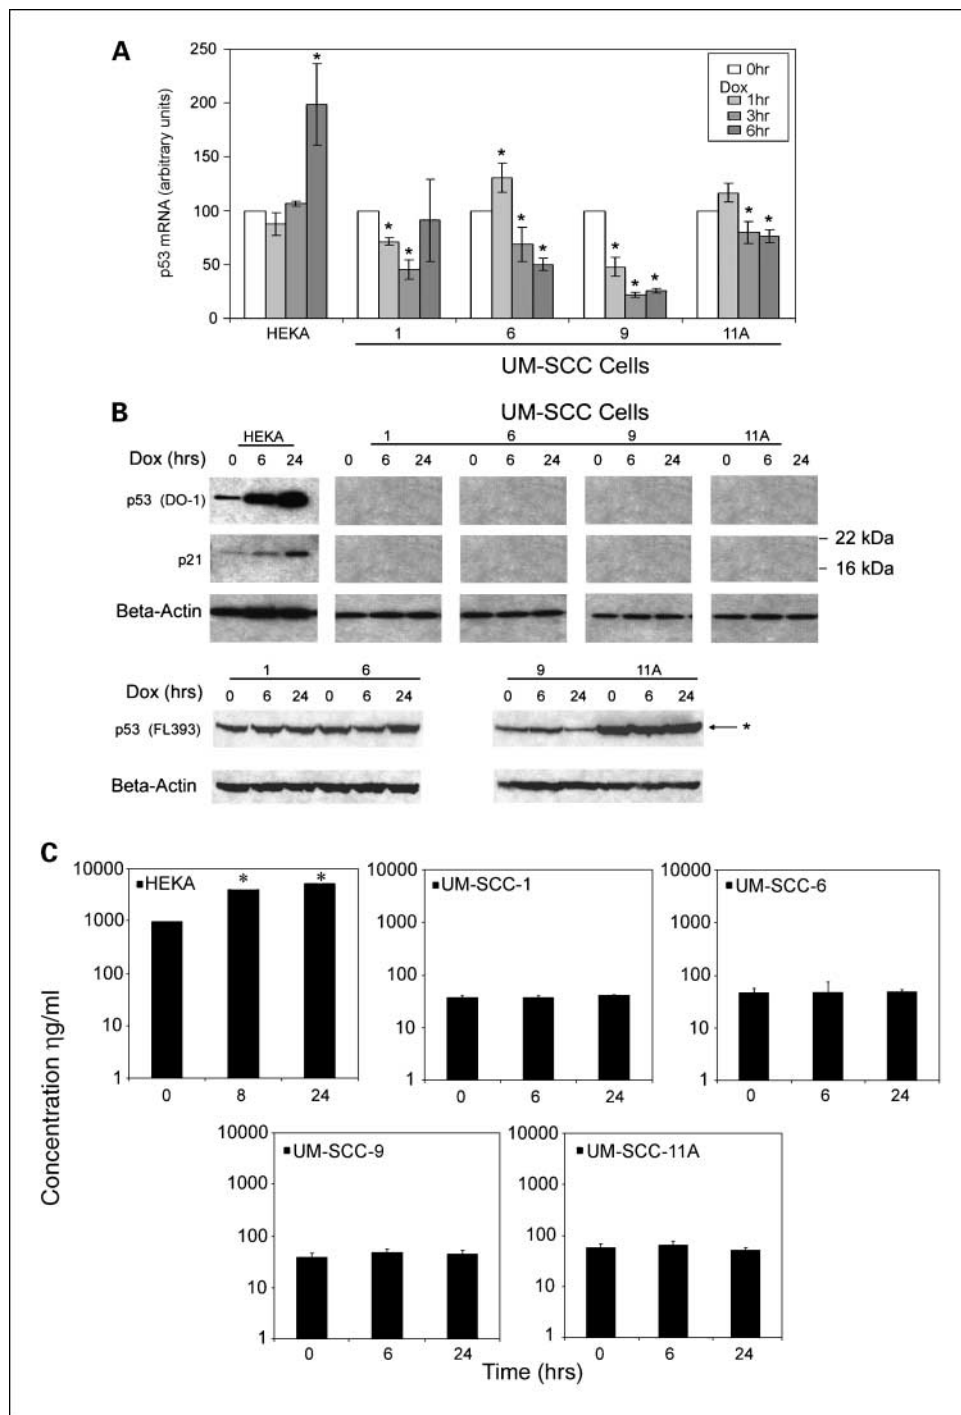 A
250
200
150
100
50
0
p53 mRNA (arbitrary units)
* * * * * * * * * * *
0hr
Dox
1hr
3hr
6hr
HEKA 1 6 9 11A
UM-SCC Cells
B
UM-SCC Cells
HEKA 1 6 9 11A
Dox (hrs) 0 6 24 0 6 24 0 6 24 0 6 24 0 6 24
p53 (DO-1)
22 kDa
p21
16 kDa
Beta-Actin
1 6 9 11A
Dox (hrs) 0 6 24 0 6 24 0 6 24 0 6 24
p53 (FL393) *
Beta-Actin
C
Concentration ηg/ml
10000
1000
100
10
1
HEKA
* *
0 8 24
10000
1000
100
10
1
UM-SCC-1
0 6 24
10000
1000
100
10
1
UM-SCC-6
0 6 24
10000
1000
100
10
1
UM-SCC-9
0 6 24
10000
1000
100
10
1
UM-SCC-11A
0 6 24
Time (hrs)